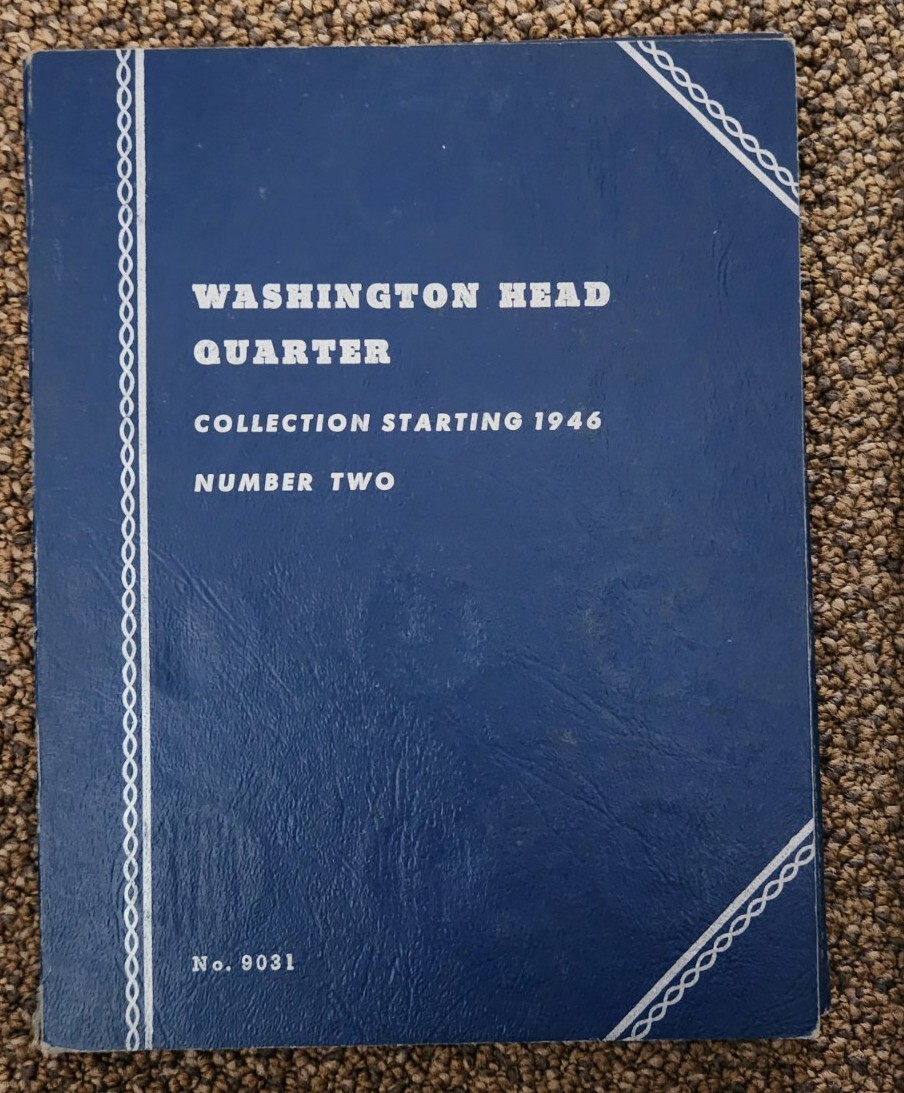 WASHINGTON HEAD
QUARTER
COLLECTION STARTING 1946
NUMBER TWO
No. 9031